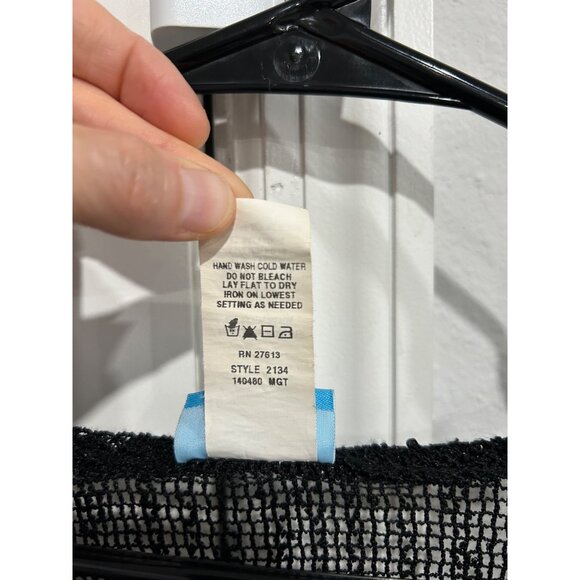 HAND WASH COLD WATER
DO NOT BLEACH
LAY FLAT TO DRY
IRON ON LOWEST
SETTING AS NEEDED
RN 27613
STYLE 2134
140480 MGT